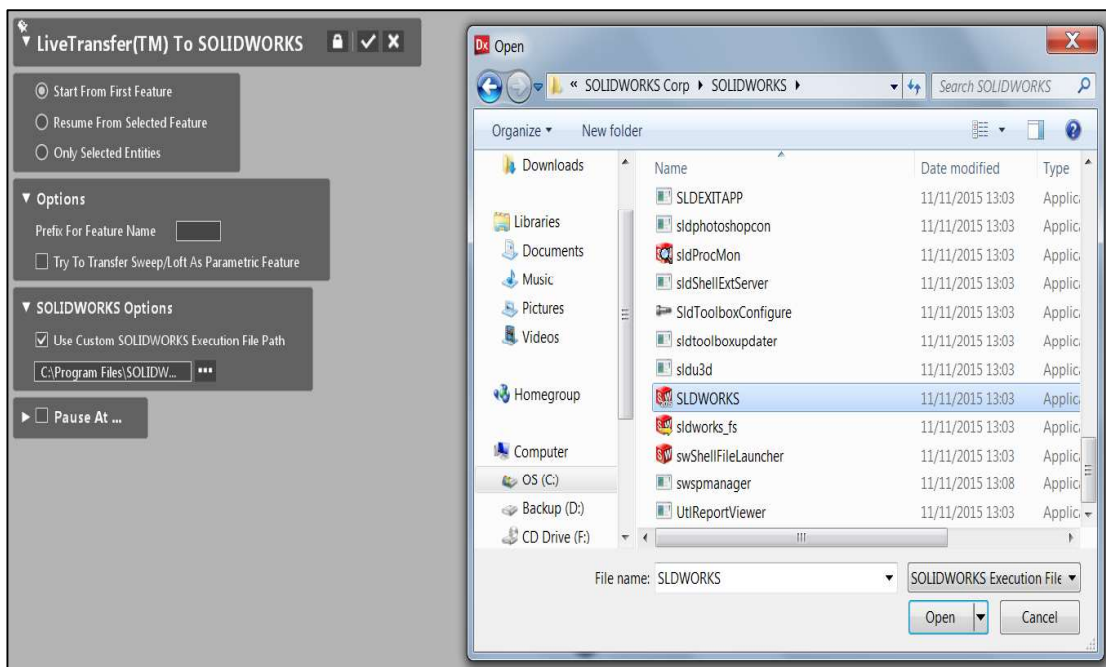 LiveTransfer(TM) To SOLIDWORKS
Start From First Feature
Resume From Selected Feature
Only Selected Entities
Options
Prefix For Feature Name
Try To Transfer Sweep/Loft As Parametric Feature
SOLIDWORKS Options
Use Custom SOLIDWORKS Execution File Path
C:\Program Files\SOLIDW...
Pause At ...
Dx Open
« SOLIDWORKS Corp SOLIDWORKS
Search SOLIDWORKS
Organize New folder
Downloads
Libraries
Documents
Music
Pictures
Videos
Homegroup
Computer
OS (C:)
Backup (D:)
CD Drive (F:)
Name Date modified Type
SLDEXITAPP 11/11/2015 13:03 Applic
sldphotoshopcon 11/11/2015 13:03 Applic
sldProcMon 11/11/2015 13:03 Applic
sldShellExtServer 11/11/2015 13:03 Applic
SldToolboxConfigure 11/11/2015 13:03 Applic
sldtoolboxupdater 11/11/2015 13:03 Applic
sldu3d 11/11/2015 13:03 Applic
SLDWORKS 11/11/2015 13:03 Applic
sldworks_fs 11/11/2015 13:03 Applic
swShellFileLauncher 11/11/2015 13:03 Applic
swspmanager 11/11/2015 13:08 Applic
UtlReportViewer 11/11/2015 13:03 Applic
File name: SLDWORKS
SOLIDWORKS Execution File
Open Cancel